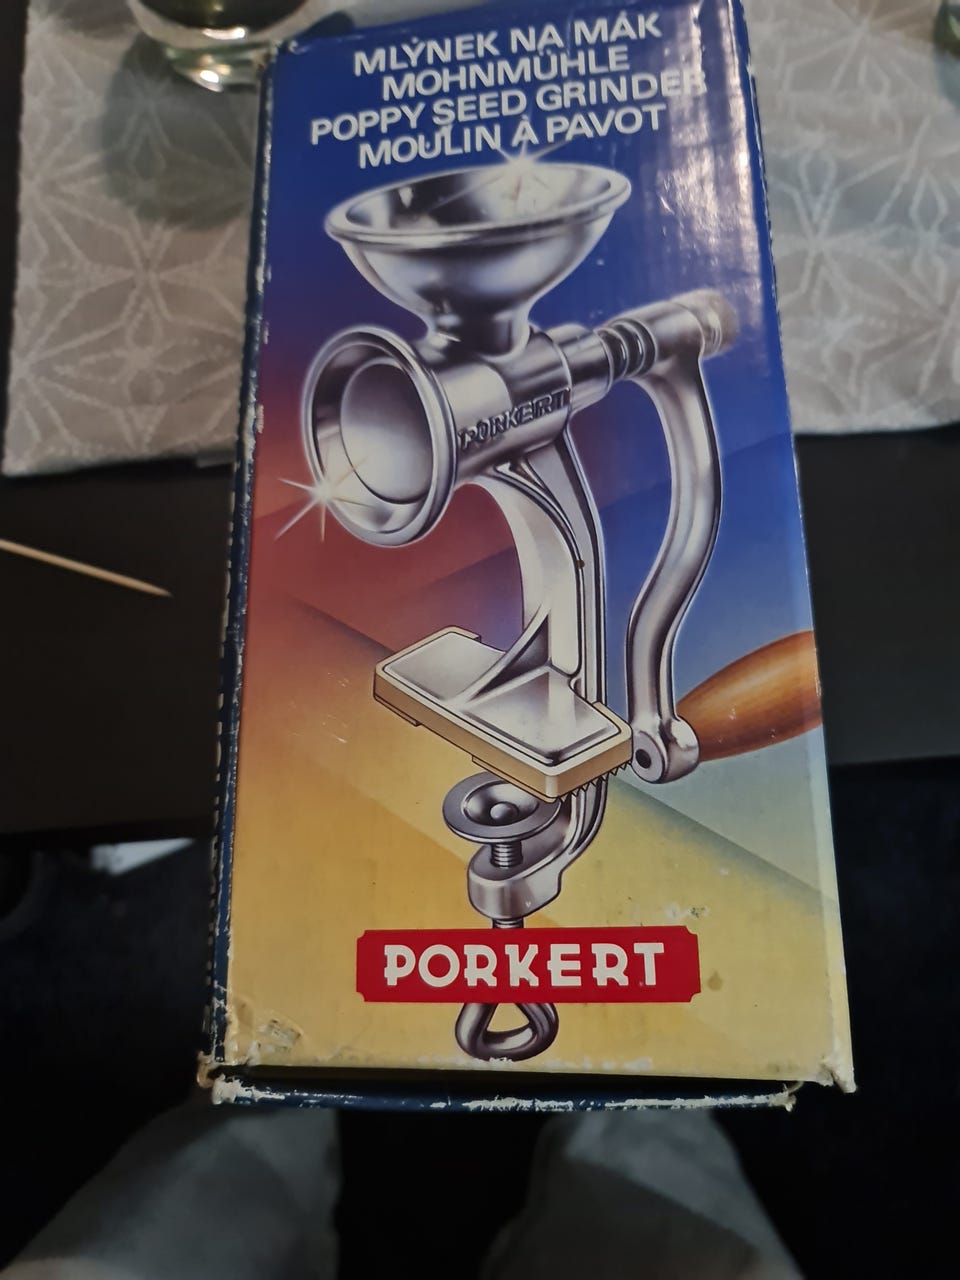 MLÝNEK NA MÁK
MOHNMÜHLE
POPPY SEED GRINDER
MOULIN À PAVOT
PORKERT
PORKERT